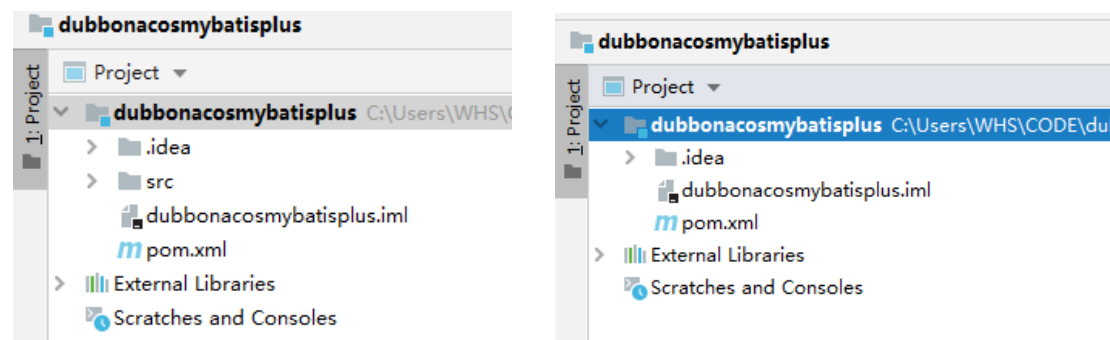 dubbonacosmybatisplus
1: Project
Project
dubbonacosmybatisplus C:\Users\WHS\
.idea
src
dubbonacosmybatisplus.iml
pom.xml
External Libraries
Scratches and Consoles
dubbonacosmybatisplus
1: Project
Project
dubbonacosmybatisplus C:\Users\WHS\CODE\du
.idea
dubbonacosmybatisplus.iml
pom.xml
External Libraries
Scratches and Consoles